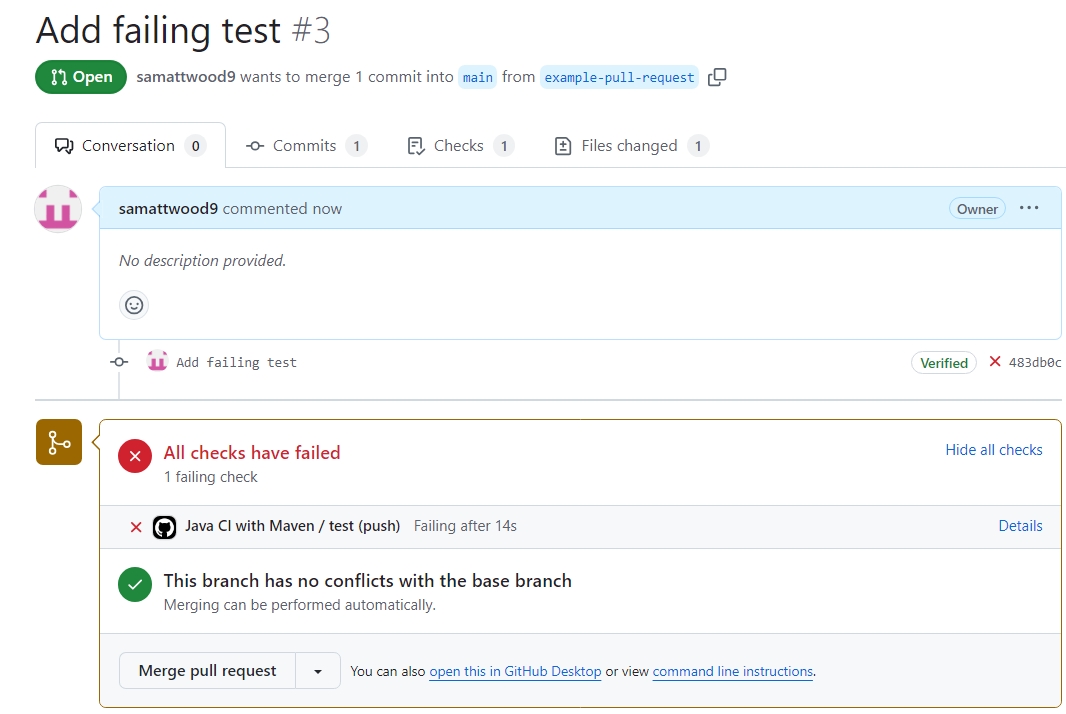 Add failing test #3
Open samattwood9 wants to merge 1 commit into main from example-pull-request
Conversation 0 Commits 1 Checks 1 Files changed 1
samattwood9 commented now Owner ...
No description provided.
Add failing test Verified 483db0c
All checks have failed Hide all checks
1 failing check
Java CI with Maven / test (push) Failing after 14s Details
This branch has no conflicts with the base branch
Merging can be performed automatically.
Merge pull request You can also open this in GitHub Desktop or view command line instructions.